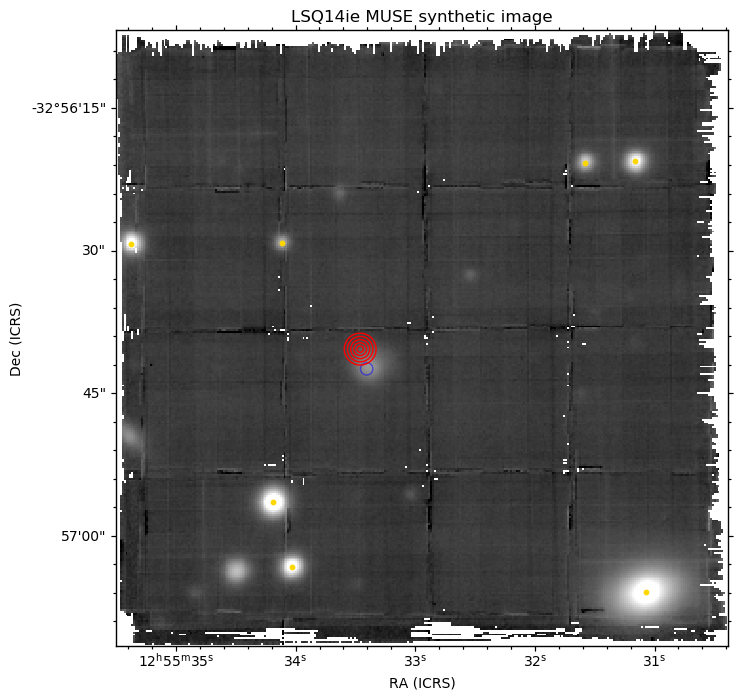 LSQ14ie MUSE synthetic image
-32°56'15"
30"
45"
57'00"
Dec (ICRS)
12ʰ55ᵐ35ˢ 34ˢ 33ˢ 32ˢ 31ˢ
RA (ICRS)